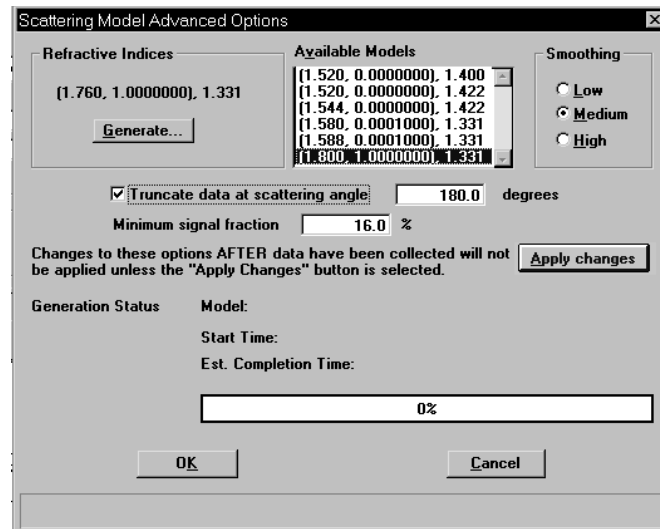 Scattering Model Advanced Options
Refractive Indices
(1.760, 1.0000000), 1.331
Generate...
Available Models
(1.520, 0.0000000), 1.400
(1.520, 0.0000000), 1.422
(1.544, 0.0000000), 1.422
(1.580, 0.0001000), 1.331
(1.588, 0.0001000), 1.331
(1.800, 1.0000000), 1.331
Smoothing
Low
Medium
High
Truncate data at scattering angle 180.0 degrees
Minimum signal fraction 16.0 %
Changes to these options AFTER data have been collected will not
be applied unless the "Apply Changes" button is selected.
Apply changes
Generation Status Model:
Start Time:
Est. Completion Time:
0%
OK Cancel